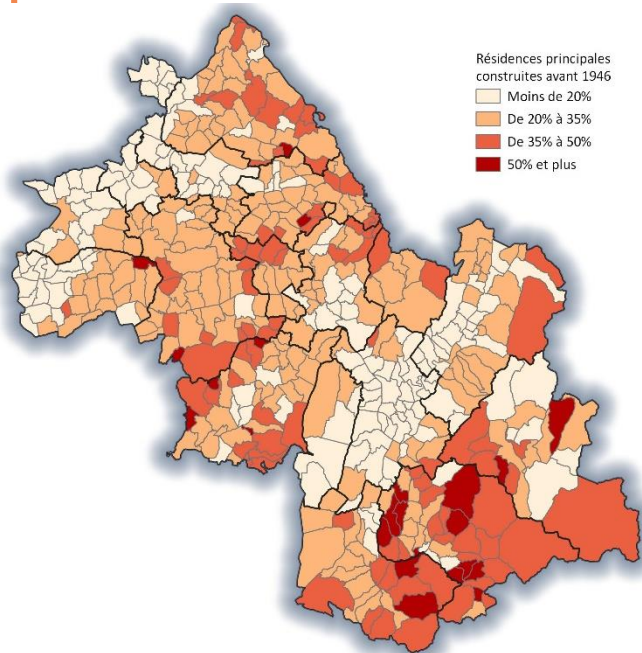 Résidences principales
construites avant 1946
Moins de 20%
De 20% à 35%
De 35% à 50%
50% et plus